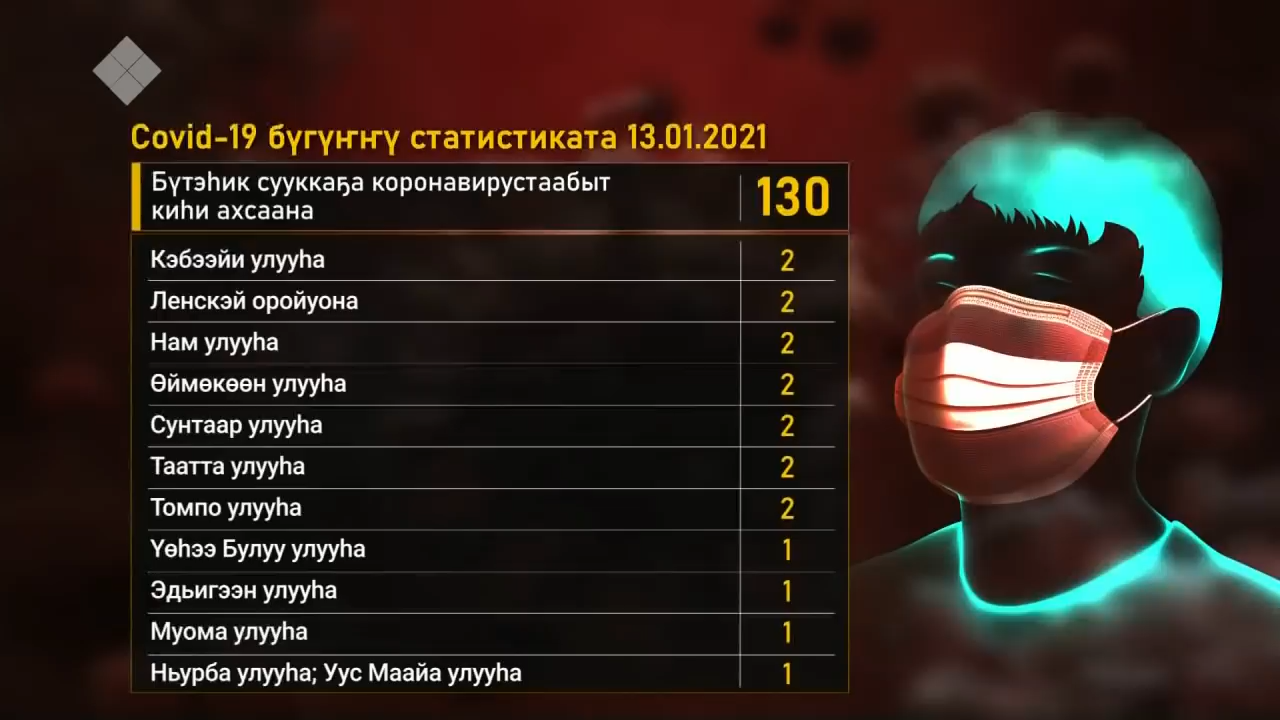 Covid-19 бүгүҥҥү статистиката 13.01.2021
Бүтэһик сууккаҕа коронавирустаабыт 130
киһи ахсаана
Кэбээйи улууһа 2
Ленскэй оройуона 2
Нам улууһа 2
Өймөкөөн улууһа 2
Сунтаар улууһа 2
Таатта улууһа 2
Томпо улууһа 2
Үөһээ Булуу улууһа 1
Эдьигээн улууһа 1
Муома улууһа 1
Ньурба улууһа; Уус Маайа улууһа 1